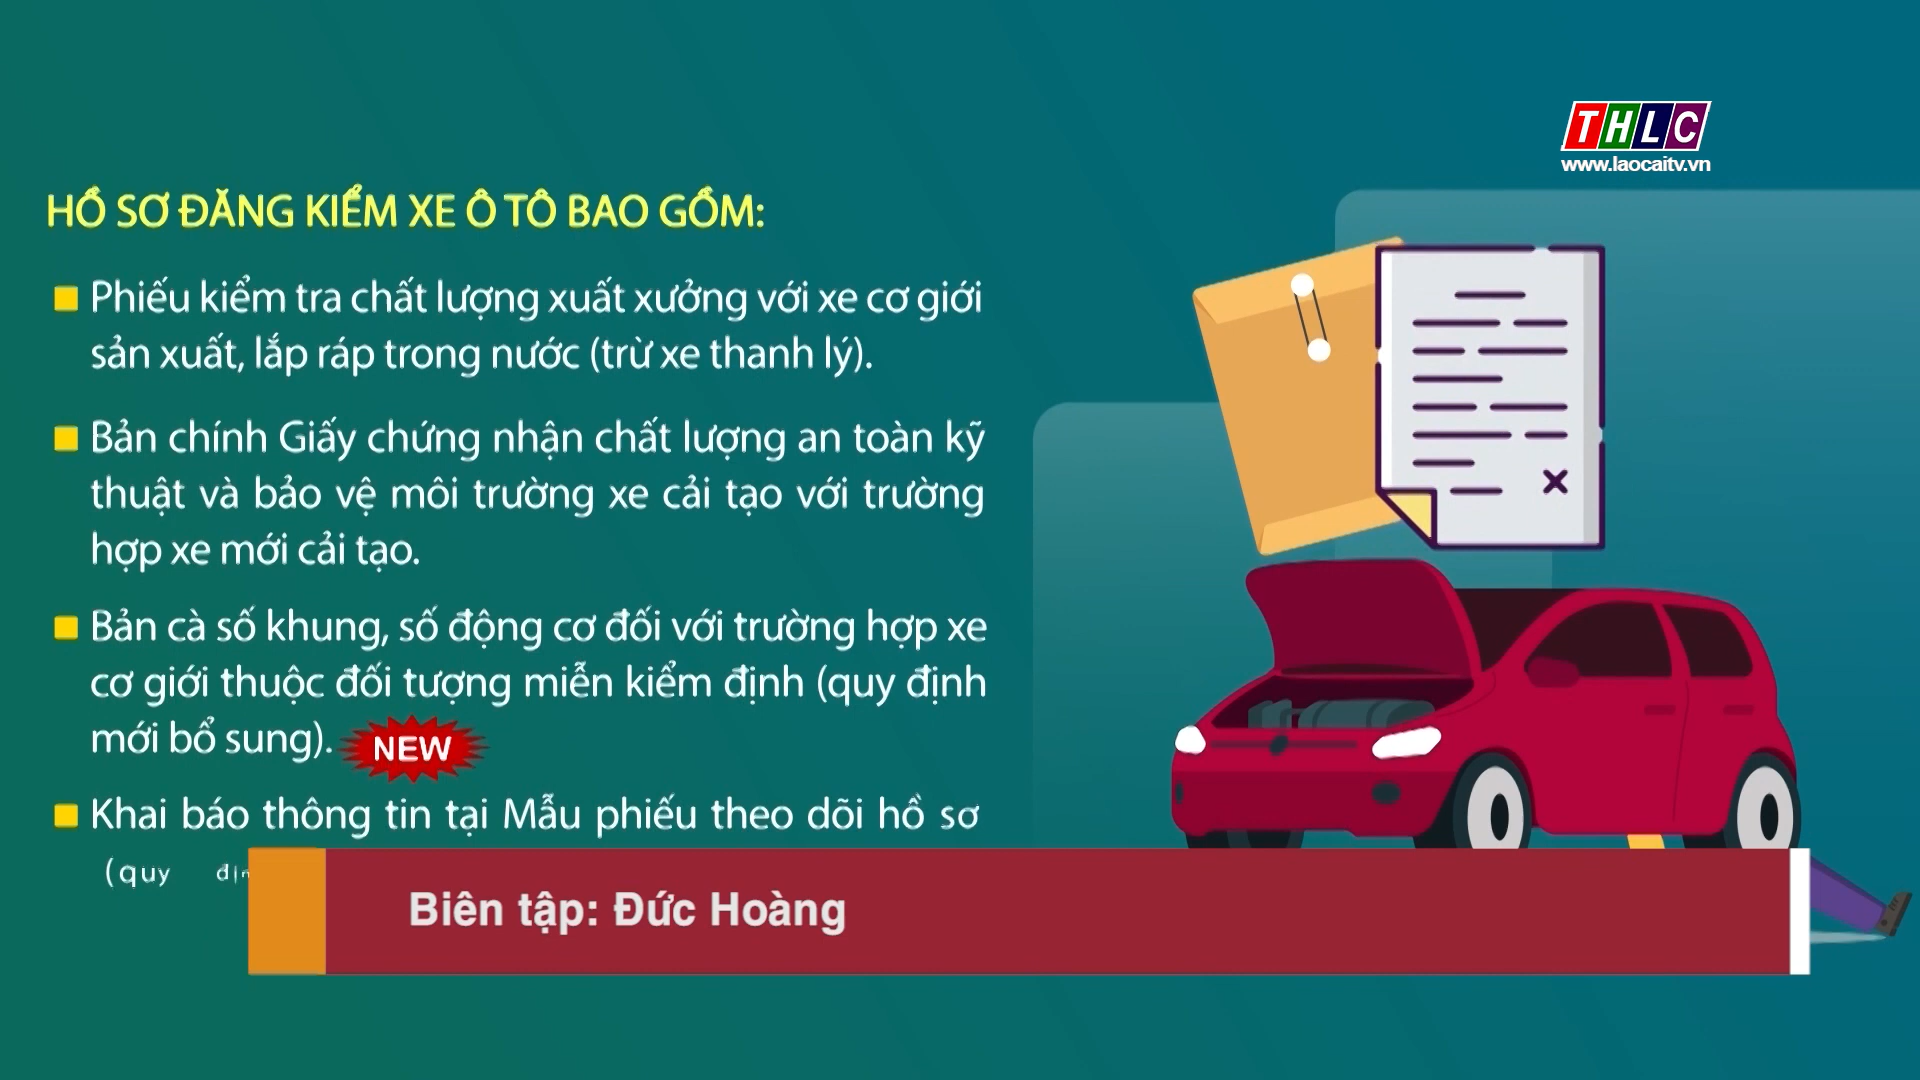 THLC
www.laocaitv.vn
HỒ SƠ ĐĂNG KIỂM XE Ô TÔ BAO GỒM:
Phiếu kiểm tra chất lượng xuất xưởng với xe cơ giới
sản xuất, lắp ráp trong nước (trừ xe thanh lý).
Bản chính Giấy chứng nhận chất lượng an toàn kỹ
thuật và bảo vệ môi trường xe cải tạo với trường
hợp xe mới cải tạo.
Bản cà số khung, số động cơ đối với trường hợp xe
cơ giới thuộc đối tượng miễn kiểm định (quy định
mới bổ sung).
NEW
Khai báo thông tin tại Mẫu phiếu theo dõi hồ sơ
(quy
Biên tập: Đức Hoàng